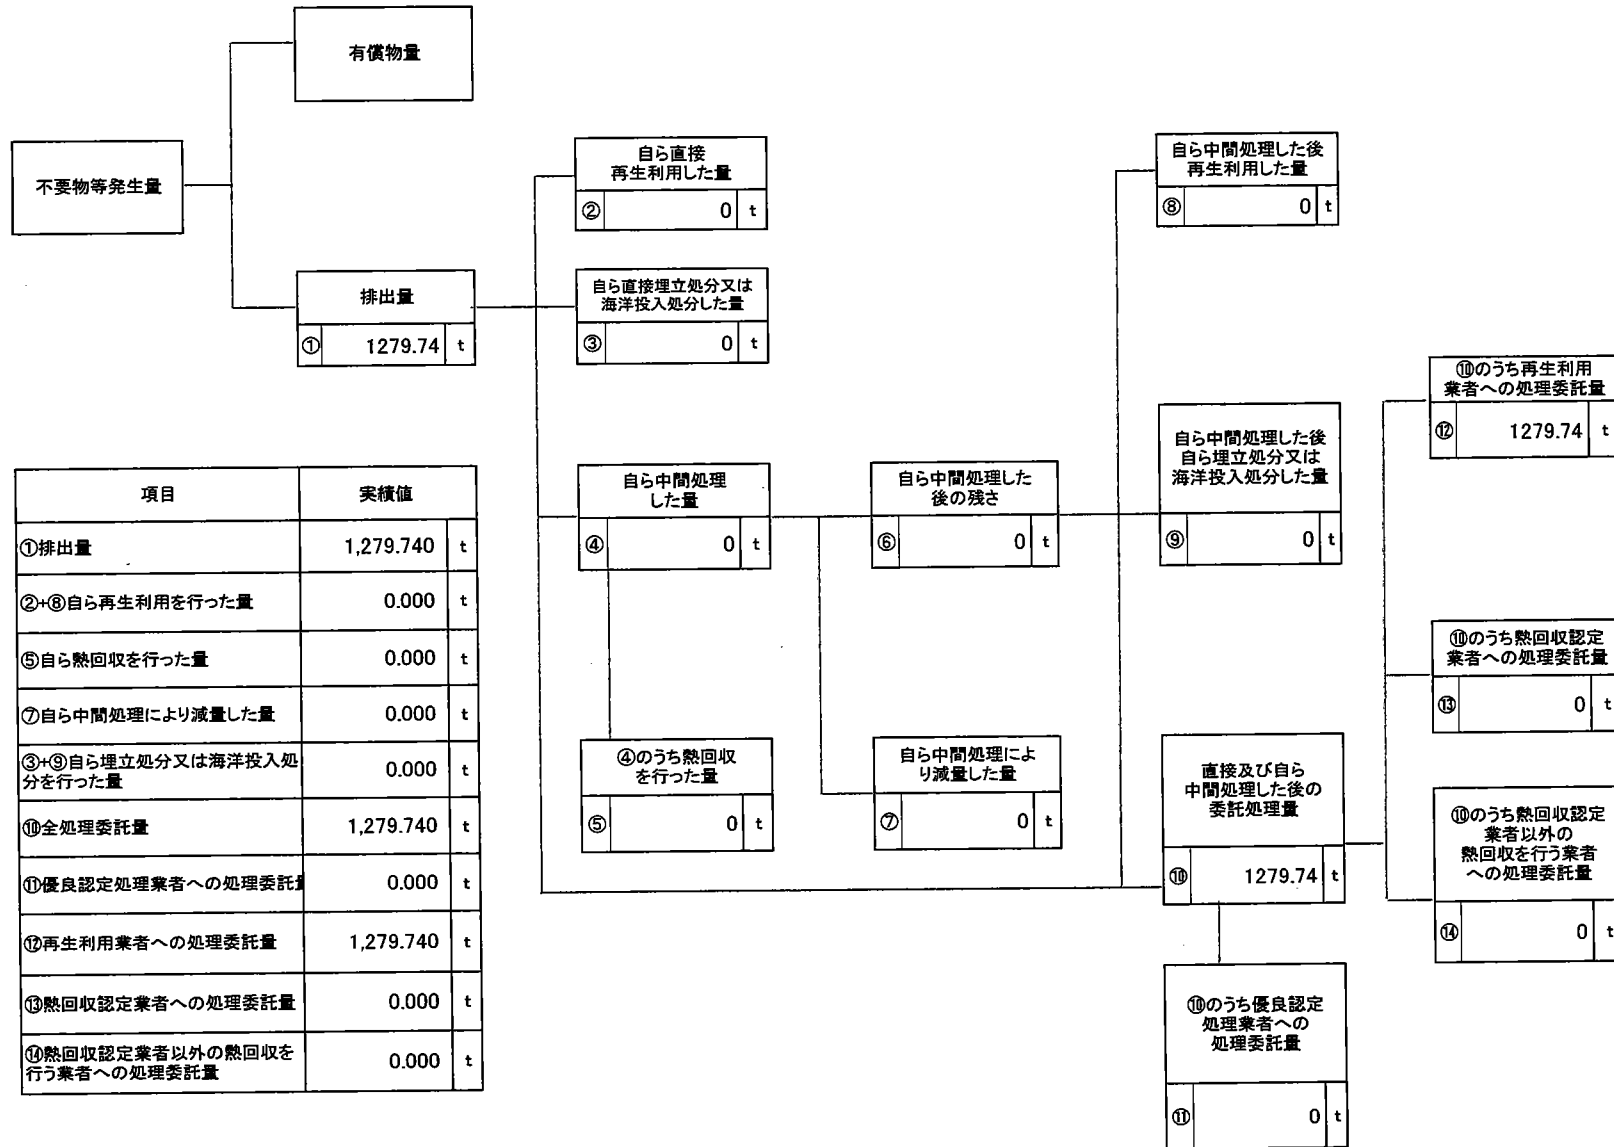 有償物量
不要物等発生量
排出量
① 1279.74 t
自ら直接
再生利用した量
② 0 t
自ら直接埋立処分又は
海洋投入処分した量
③ 0 t
自ら中間処理
した量
④ 0 t
④のうち熱回収
を行った量
⑤ 0 t
自ら中間処理した
後の残さ
⑥ 0 t
自ら中間処理によ
り減量した量
⑦ 0 t
自ら中間処理した後
再生利用した量
⑧ 0 t
自ら中間処理した後
自ら埋立処分又は
海洋投入処分した量
⑨ 0 t
直接及び自ら
中間処理した後の
委託処理量
⑩ 1279.74 t
⑩のうち優良認定
処理業者への
処理委託量
⑪ 0 t
⑩のうち再生利用
業者への処理委託量
⑫ 1279.74 t
⑩のうち熱回収認定
業者への処理委託量
⑬ 0 t
⑩のうち熱回収認定
業者以外の
熱回収を行う業者
への処理委託量
⑭ 0 t
項目 実績値
①排出量 1,279.740 t
②+⑧自ら再生利用を行った量 0.000 t
⑤自ら熱回収を行った量 0.000 t
⑦自ら中間処理により減量した量 0.000 t
③+⑨自ら埋立処分又は海洋投入処
分を行った量 0.000 t
⑩全処理委託量 1,279.740 t
⑪優良認定処理業者への処理委託量 0.000 t
⑫再生利用業者への処理委託量 1,279.740 t
⑬熱回収認定業者への処理委託量 0.000 t
⑭熱回収認定業者以外の熱回収を
行う業者への処理委託量 0.000 t